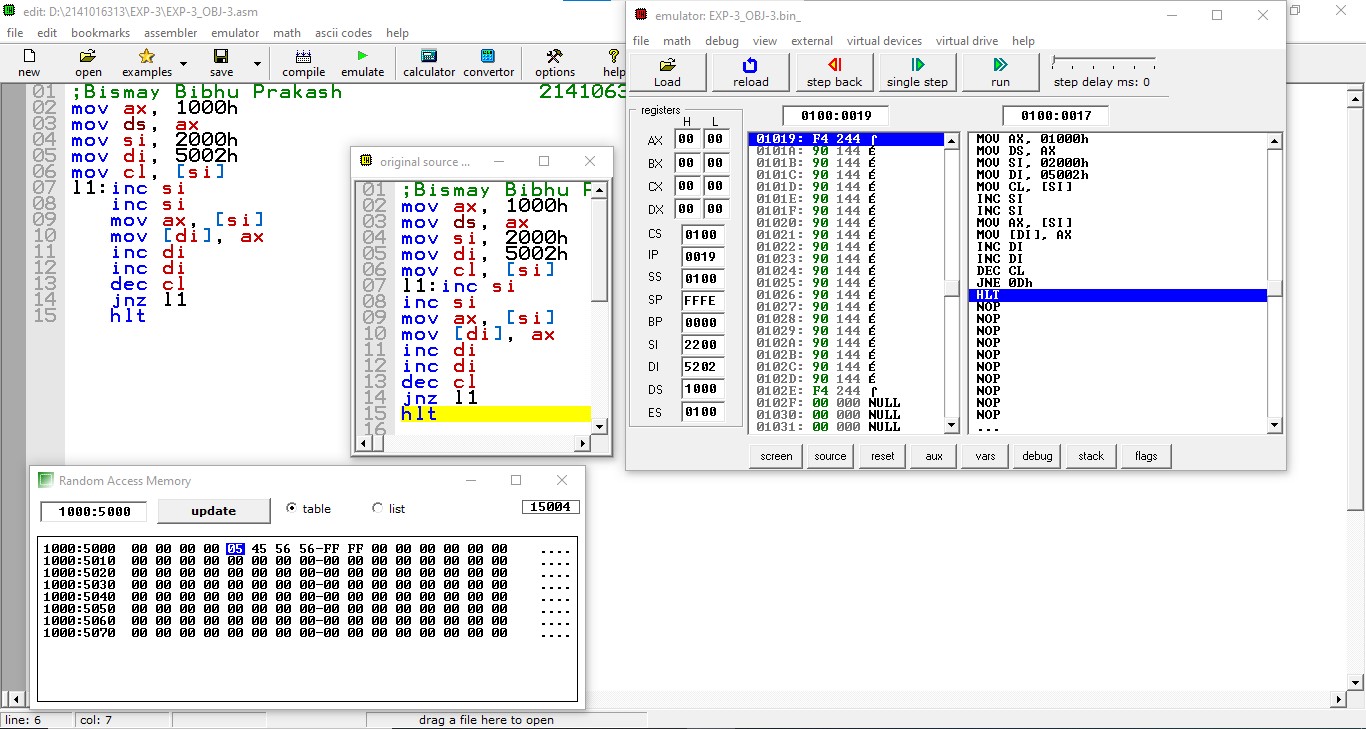 edit: D:\2141016313\EXP-3\EXP-3_OBJ-3.asm
file edit bookmarks assembler emulator math ascii codes help
new open examples save compile emulate calculator convertor options help
01 ;Bismay Bibhu Prakash 2141063
02 mov ax, 1000h
03 mov ds, ax
04 mov si, 2000h
05 mov di, 5002h
06 mov cl, [si]
07 l1:inc si
08 inc si
09 mov ax, [si]
10 mov [di], ax
11 inc di
12 inc di
13 dec cl
14 jnz l1
15 hlt
original source ...
01 ;Bismay Bibhu P
02 mov ax, 1000h
03 mov ds, ax
04 mov si, 2000h
05 mov di, 5002h
06 mov cl, [si]
07 l1:inc si
08 inc si
09 mov ax, [si]
10 mov [di], ax
11 inc di
12 inc di
13 dec cl
14 jnz l1
15 hlt
16
emulator: EXP-3_OBJ-3.bin_
file math debug view external virtual devices virtual drive help
Load reload step back single step run step delay ms: 0
registers
H L
AX 00 00
BX 00 00
CX 00 00
DX 00 00
CS 0100
IP 0019
SS 0100
SP FFFE
BP 0000
SI 2200
DI 5202
DS 1000
ES 0100
0100:0019
01019: F4 244 ⌠
0101A: 90 144 É
0101B: 90 144 É
0101C: 90 144 É
0101D: 90 144 É
0101E: 90 144 É
0101F: 90 144 É
01020: 90 144 É
01021: 90 144 É
01022: 90 144 É
01023: 90 144 É
01024: 90 144 É
01025: 90 144 É
01026: 90 144 É
01027: 90 144 É
01028: 90 144 É
01029: 90 144 É
0102A: 90 144 É
0102B: 90 144 É
0102C: 90 144 É
0102D: 90 144 É
0102E: F4 244 ⌠
0102F: 00 000 NULL
01030: 00 000 NULL
01031: 00 000 NULL
0100:0017
MOV AX, 01000h
MOV DS, AX
MOV SI, 02000h
MOV DI, 05002h
MOV CL, [SI]
INC SI
INC SI
MOV AX, [SI]
MOV [DI], AX
INC DI
INC DI
DEC CL
JNE 0Dh
HLT
NOP
NOP
NOP
NOP
NOP
NOP
NOP
NOP
NOP
NOP
...
screen source reset aux vars debug stack flags
Random Access Memory
1000:5000 update table list 15004
1000:5000 00 00 00 00 05 45 56 56-FF FF 00 00 00 00 00 00 ....
1000:5010 00 00 00 00 00 00 00 00-00 00 00 00 00 00 00 00 ....
1000:5020 00 00 00 00 00 00 00 00-00 00 00 00 00 00 00 00 ....
1000:5030 00 00 00 00 00 00 00 00-00 00 00 00 00 00 00 00 ....
1000:5040 00 00 00 00 00 00 00 00-00 00 00 00 00 00 00 00 ....
1000:5050 00 00 00 00 00 00 00 00-00 00 00 00 00 00 00 00 ....
1000:5060 00 00 00 00 00 00 00 00-00 00 00 00 00 00 00 00 ....
1000:5070 00 00 00 00 00 00 00 00-00 00 00 00 00 00 00 00 ....
line: 6 col: 7 drag a file here to open